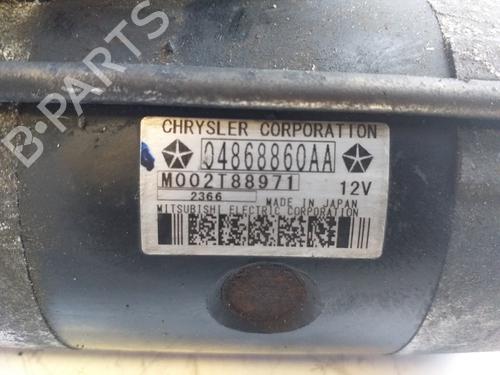 CHRYSLER CORPORATION
04868860AA
M002T88971 12V
2366 MADE IN JAPAN
MITSUBISHI ELECTRIC CORPORATION
B-PARTS